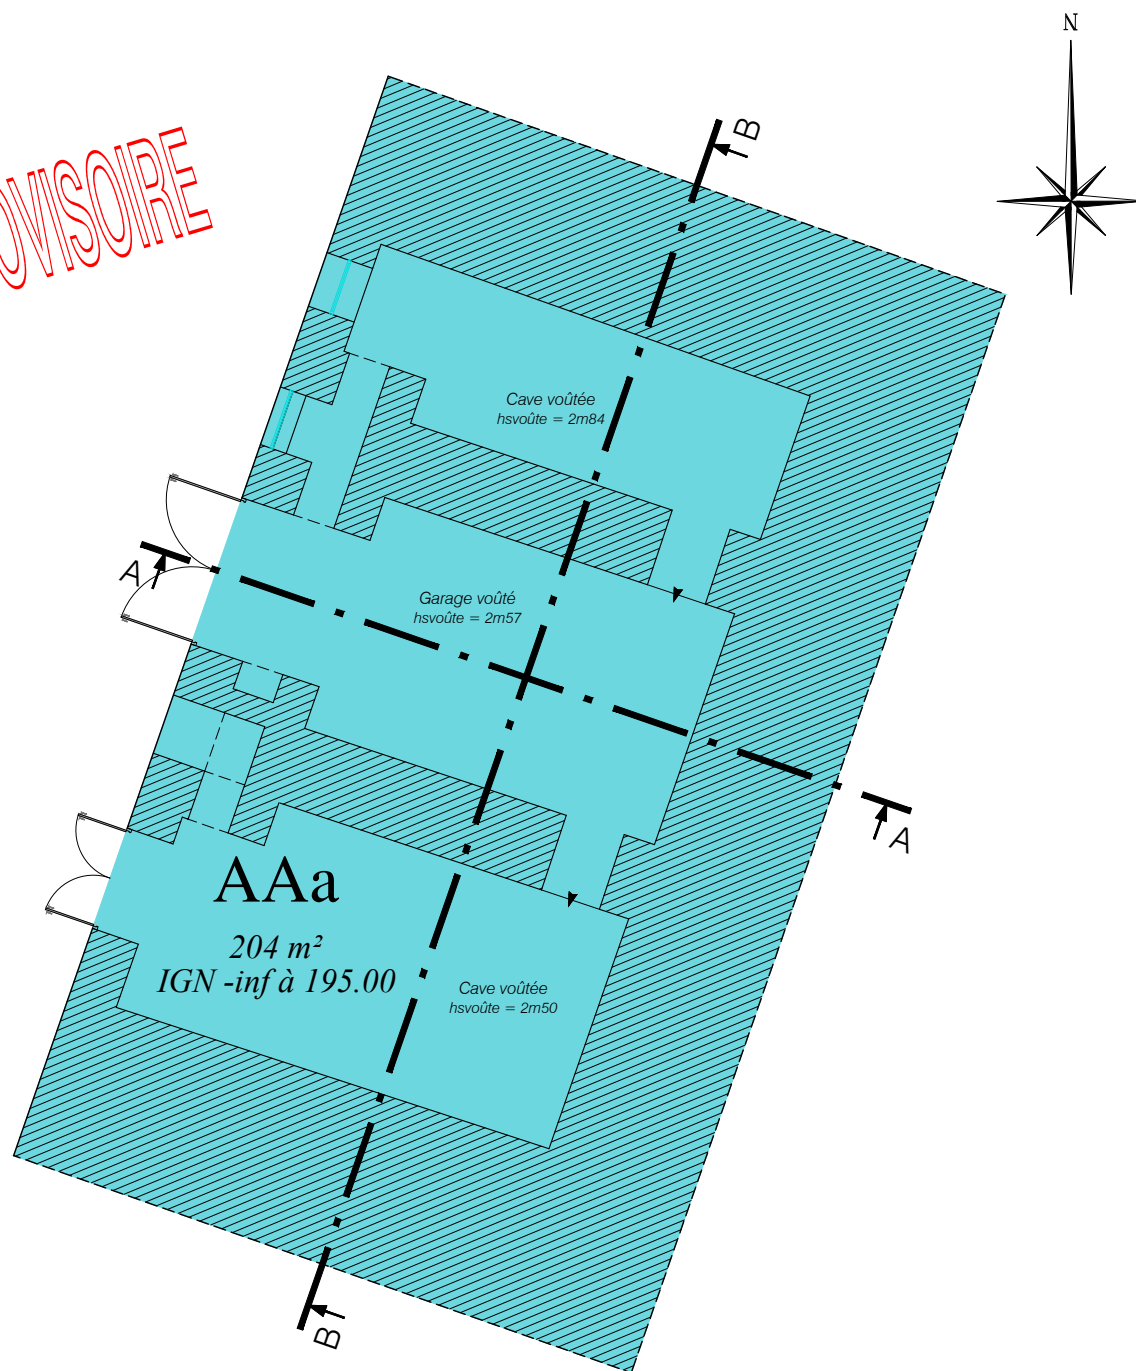 N
B
Cave voûtée
hsvoûte = 2m84
A
Garage voûté
hsvoûte = 2m57
A
AAa
204 m²
IGN -inf à 195.00
Cave voûtée
hsvoûte = 2m50
B